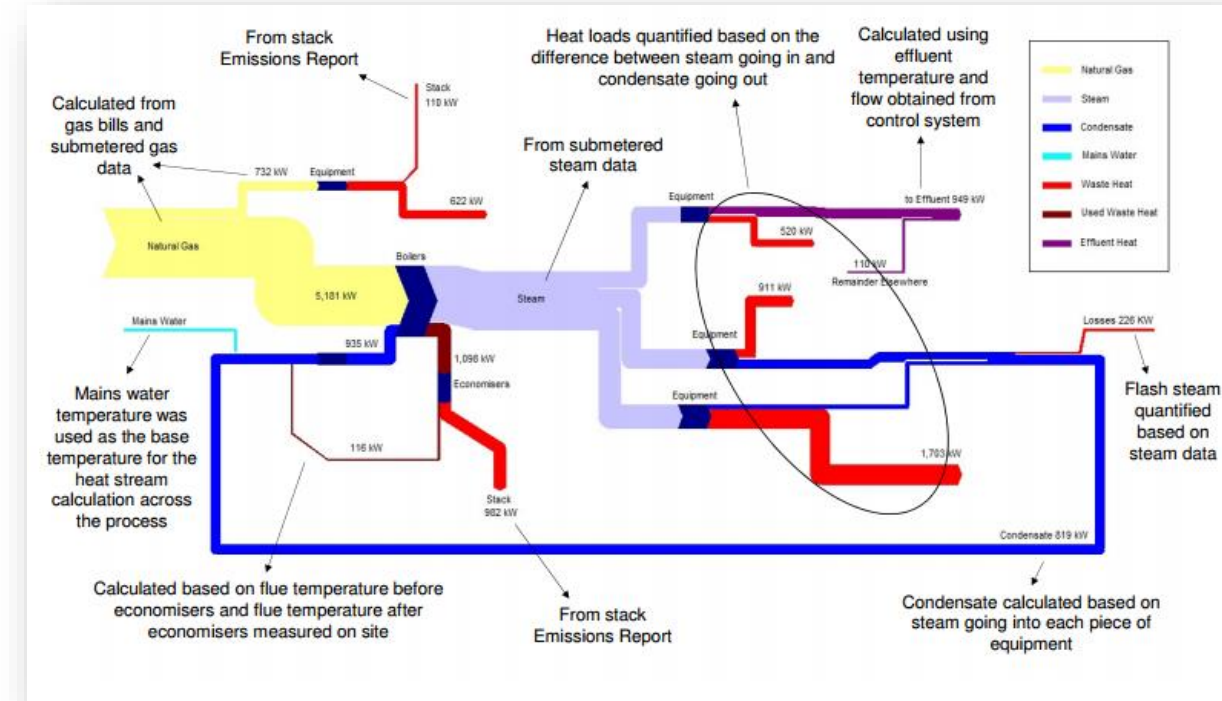 From stack
Emissions Report
Heat loads quantified based on the
difference between steam going in and
condensate going out
Calculated using
effluent
temperature and
flow obtained from
control system
Natural Gas
Steam
Condensate
Mains Water
Waste Heat
Used Waste Heat
Effluent Heat
Stack
110 kW
Calculated from
gas bills and
submetered gas
data
From submetered
steam data
732 kW
Equipment
622 kW
Equipment
to Effluent 949 kW
520 kW
110 kW
Remainder Elsewhere
Natural Gas
Boilers
5,181 kW
Steam
911 kW
Mains Water
935 kW
1,098 kW
Economisers
Equipment
Losses 226 KW
Equipment
Mains water
temperature was
used as the base
temperature for the
heat stream
calculation across
the process
116 kW
Stack
982 kW
1,703 kW
Flash steam
quantified
based on
steam data
Condensate 819 kW
Calculated based on flue temperature before
economisers and flue temperature after
economisers measured on site
From stack
Emissions Report
Condensate calculated based on
steam going into each piece of
equipment